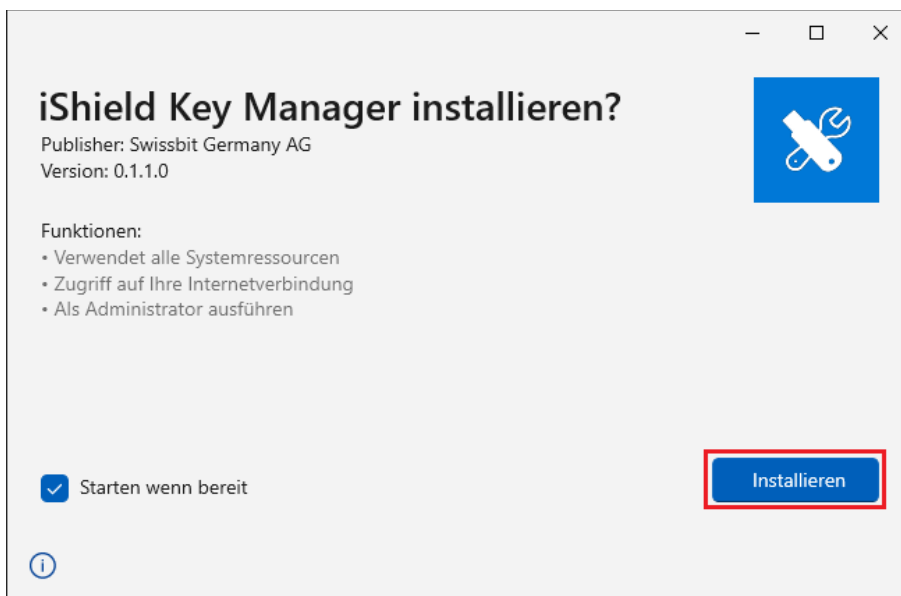 iShield Key Manager installieren?
Publisher: Swissbit Germany AG
Version: 0.1.1.0
Funktionen:
• Verwendet alle Systemressourcen
• Zugriff auf Ihre Internetverbindung
• Als Administrator ausführen
Starten wenn bereit
Installieren